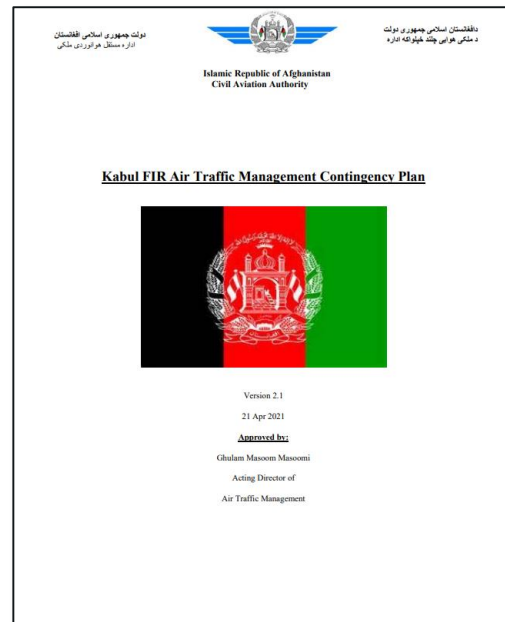 دولت جمهوری اسلامی افغانستان
اداره مستقل هوانوردی ملکی
دافغانستان اسلامی جمهوری دولت
د ملکی هوایی چلند خپلواکه اداره
Islamic Republic of Afghanistan
Civil Aviation Authority
Kabul FIR Air Traffic Management Contingency Plan
Version 2.1
21 Apr 2021
Approved by:
Ghulam Masoom Masoomi
Acting Director of
Air Traffic Management